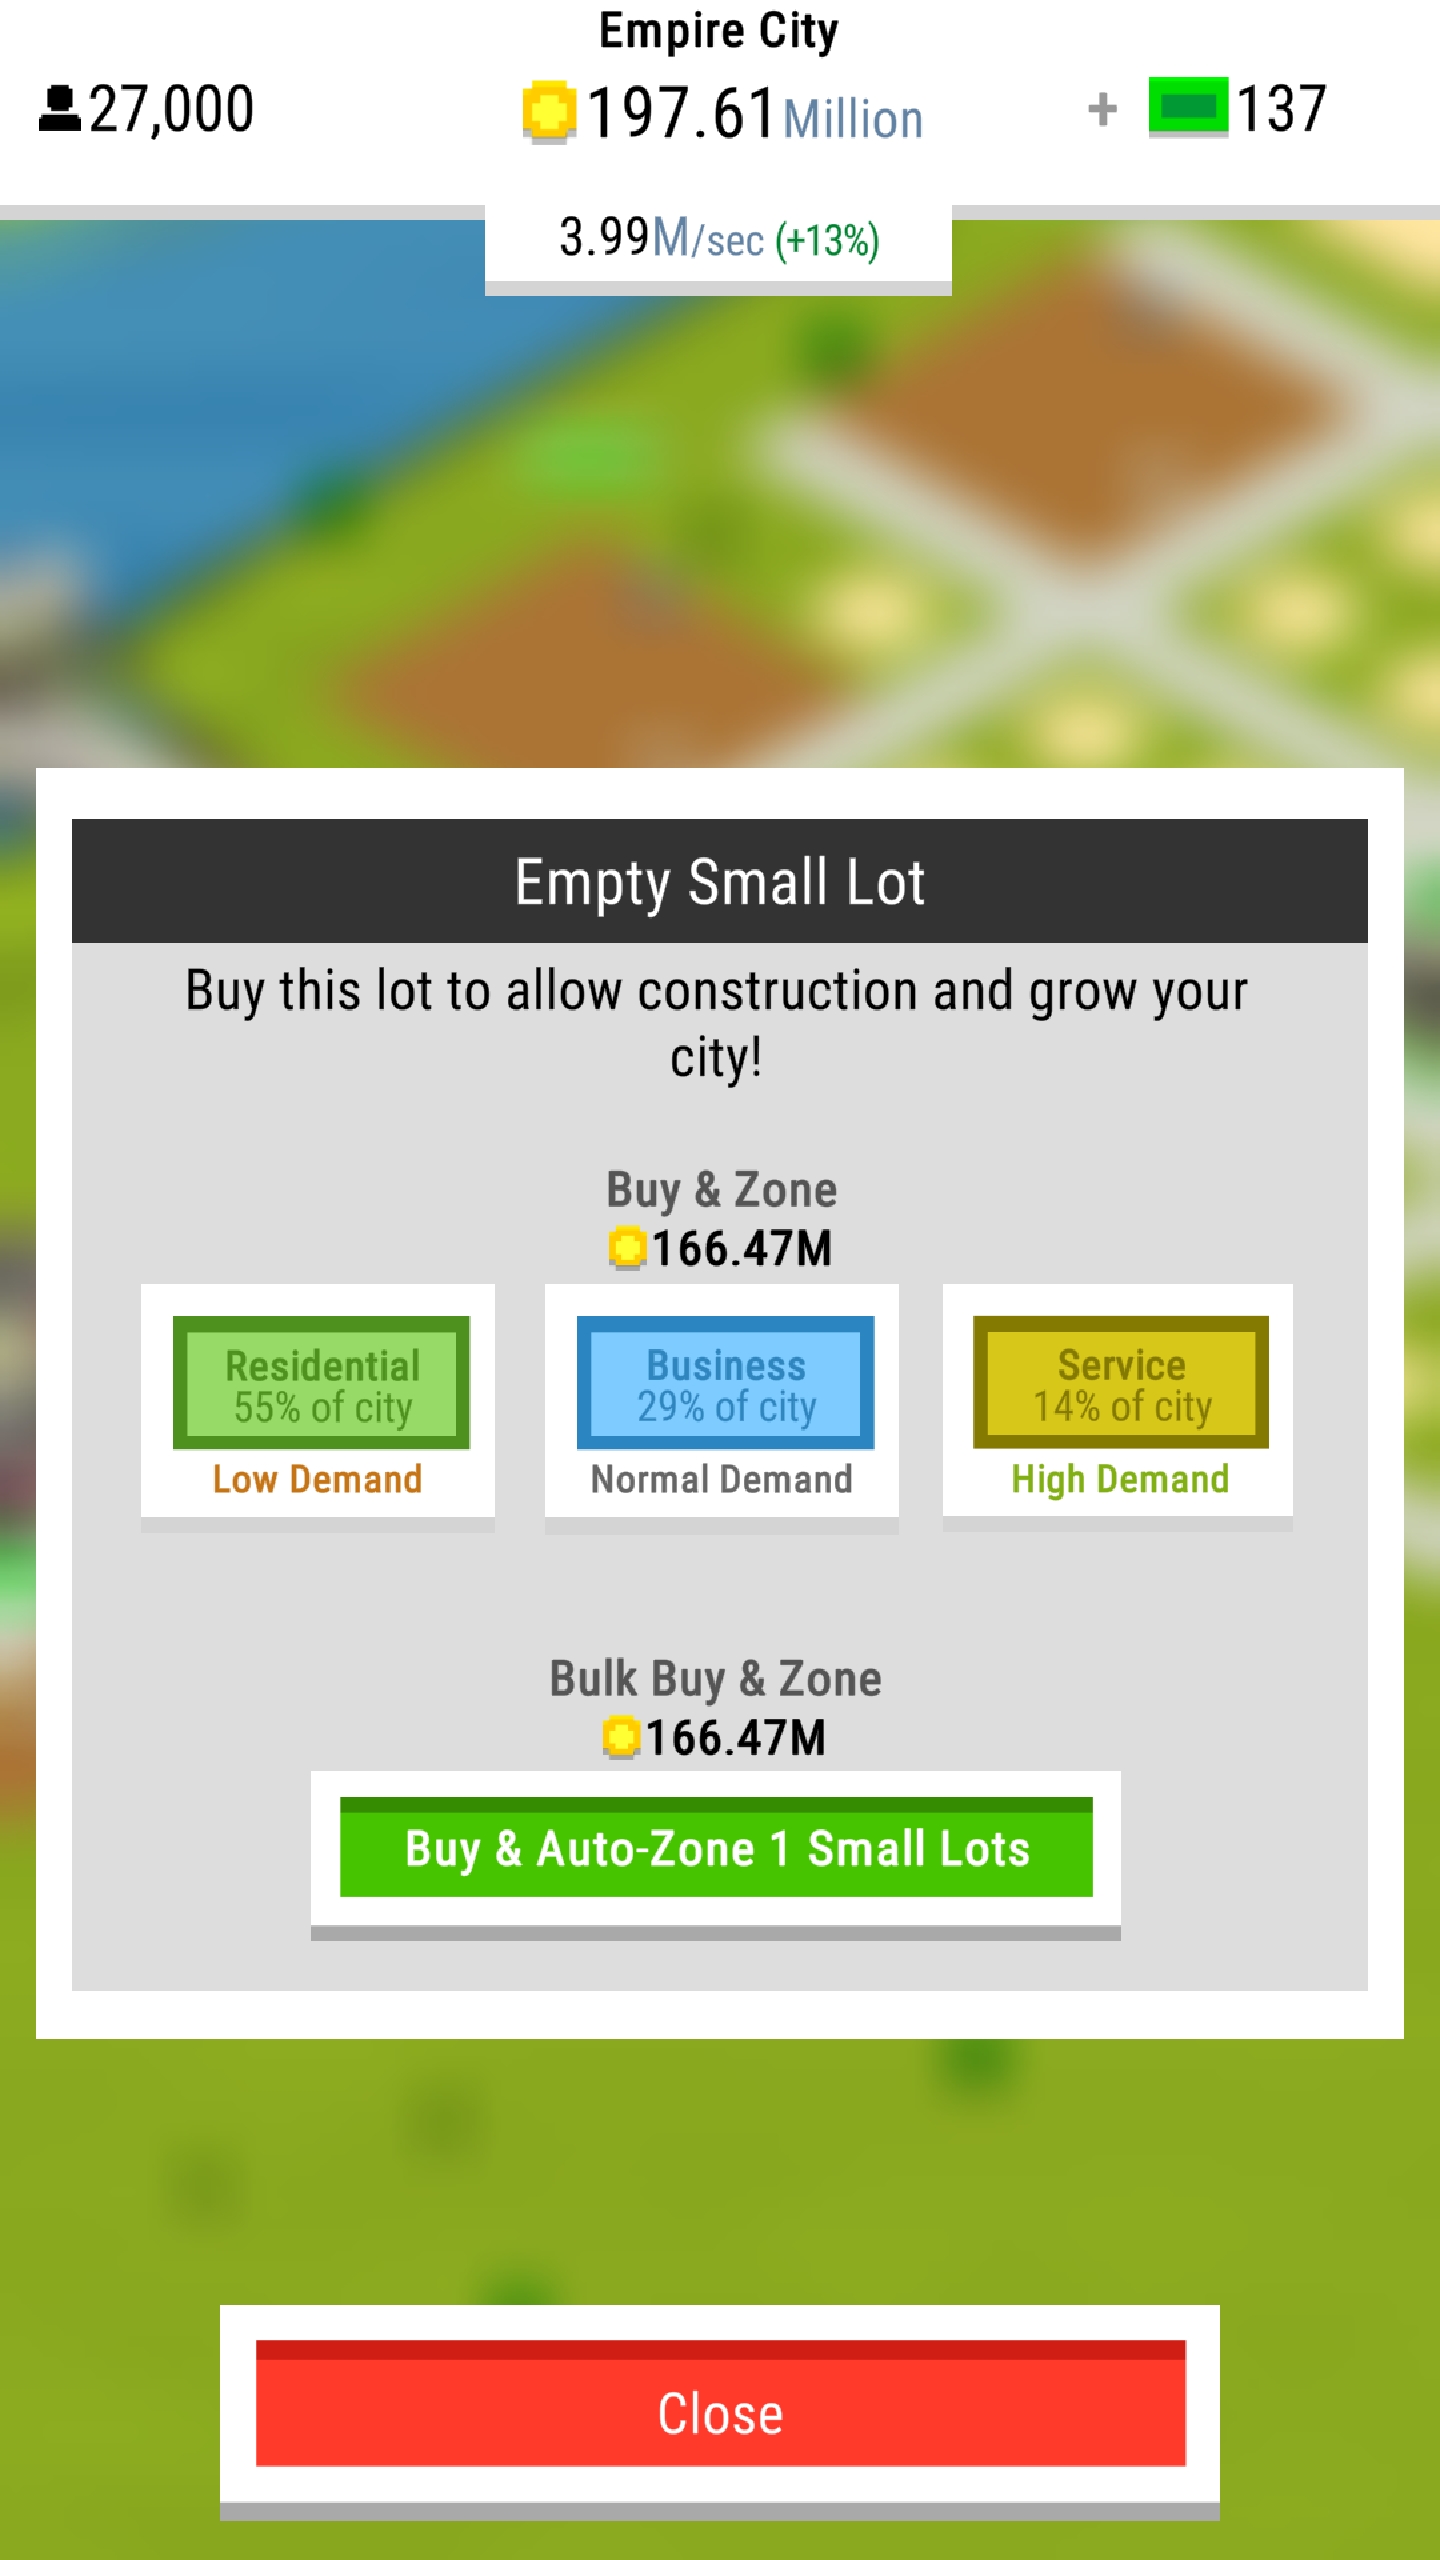 Empire City
27,000
197.61Million
+ 137
3.99M/sec (+13%)
Empty Small Lot
Buy this lot to allow construction and grow your
city!
Buy & Zone
166.47M
Residential
55% of city
Low Demand
Business
29% of city
Normal Demand
Service
14% of city
High Demand
Bulk Buy & Zone
166.47M
Buy & Auto-Zone 1 Small Lots
Close